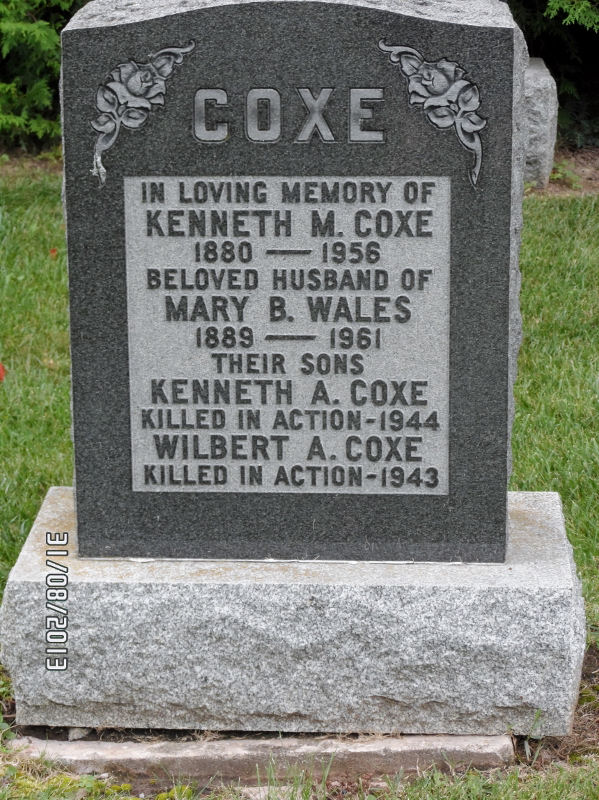 COXE
IN LOVING MEMORY OF
KENNETH M. COXE
1880 — 1956
BELOVED HUSBAND OF
MARY B. WALES
1889 — 1961
THEIR SONS
KENNETH A. COXE
KILLED IN ACTION-1944
WILBERT A. COXE
KILLED IN ACTION-1943
31/08/2013